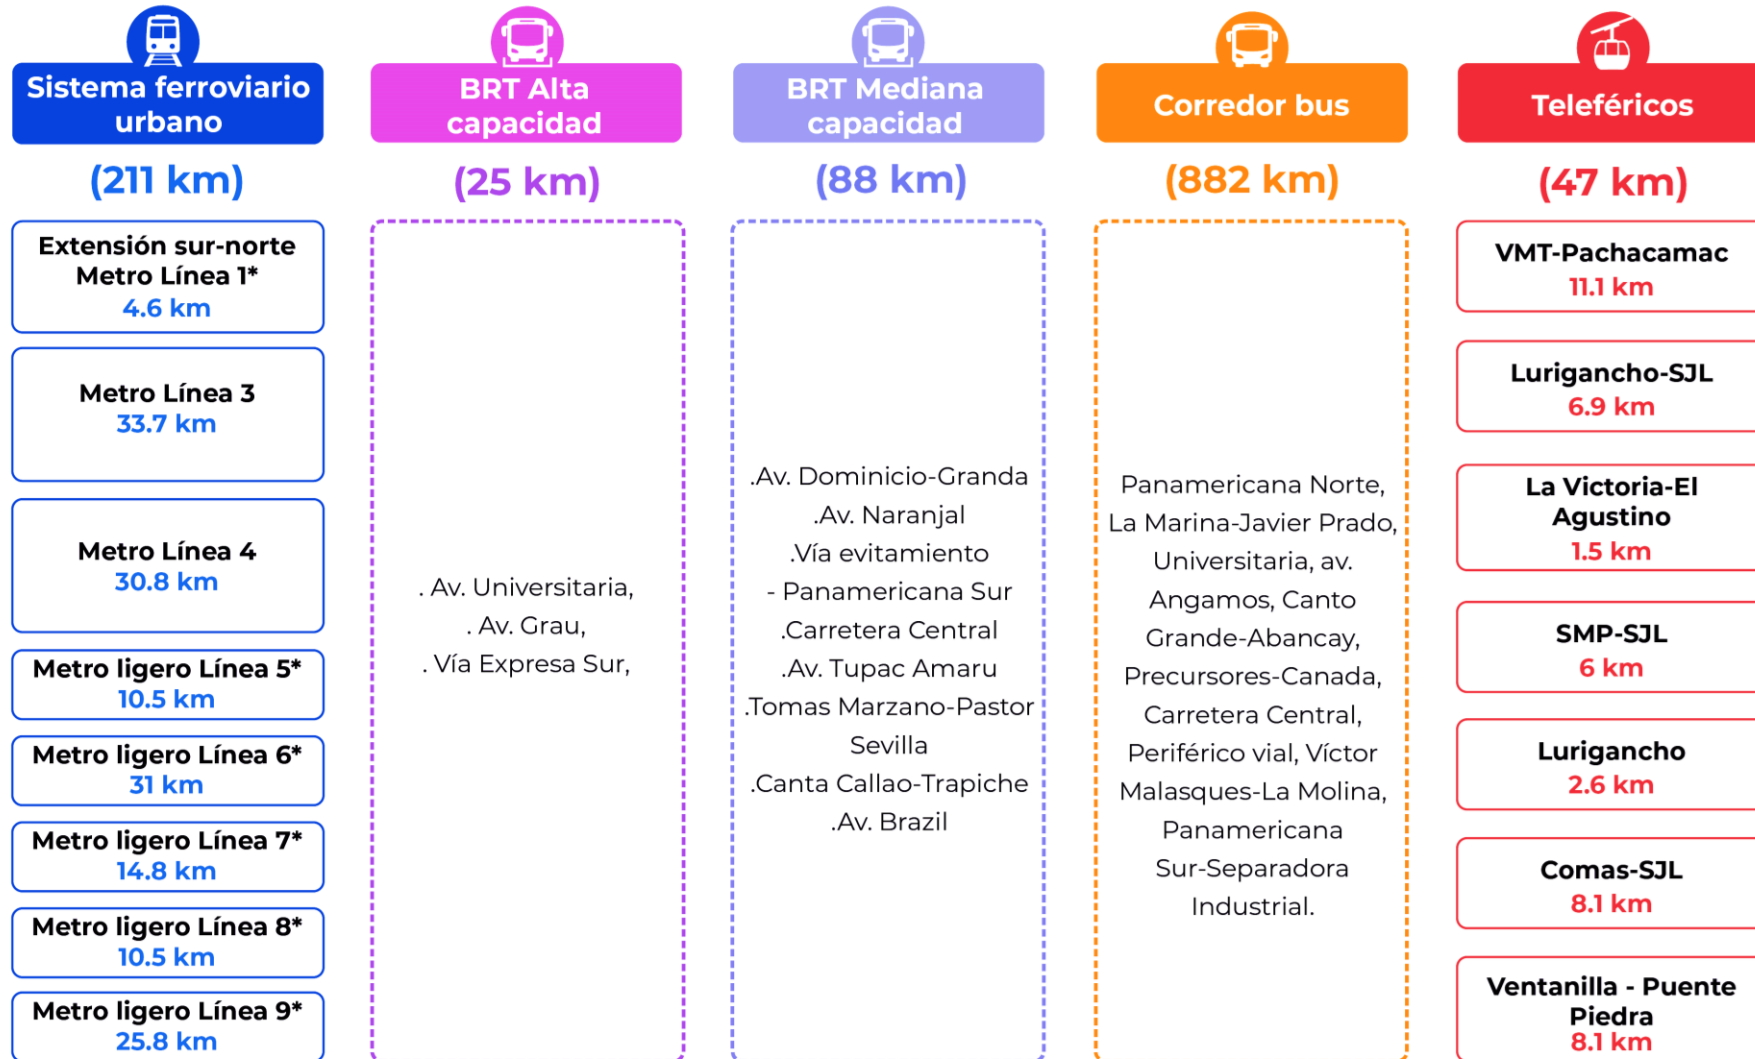 Sistema ferroviario
urbano
(211 km)
Extensión sur-norte
Metro Línea 1*
4.6 km
Metro Línea 3
33.7 km
Metro Línea 4
30.8 km
Metro ligero Línea 5*
10.5 km
Metro ligero Línea 6*
31 km
Metro ligero Línea 7*
14.8 km
Metro ligero Línea 8*
10.5 km
Metro ligero Línea 9*
25.8 km
BRT Alta
capacidad
(25 km)
. Av. Universitaria,
. Av. Grau,
. Vía Expresa Sur,
BRT Mediana
capacidad
(88 km)
.Av. Dominicio-Granda
.Av. Naranjal
.Vía evitamiento
- Panamericana Sur
.Carretera Central
.Av. Tupac Amaru
.Tomas Marzano-Pastor
Sevilla
.Canta Callao-Trapiche
.Av. Brazil
Corredor bus
(882 km)
Panamericana Norte,
La Marina-Javier Prado,
Universitaria, av.
Angamos, Canto
Grande-Abancay,
Precursores-Canada,
Carretera Central,
Periférico vial, Víctor
Malasques-La Molina,
Panamericana
Sur-Separadora
Industrial.
Teleféricos
(47 km)
VMT-Pachacamac
11.1 km
Lurigancho-SJL
6.9 km
La Victoria-El
Agustino
1.5 km
SMP-SJL
6 km
Lurigancho
2.6 km
Comas-SJL
8.1 km
Ventanilla - Puente
Piedra
8.1 km